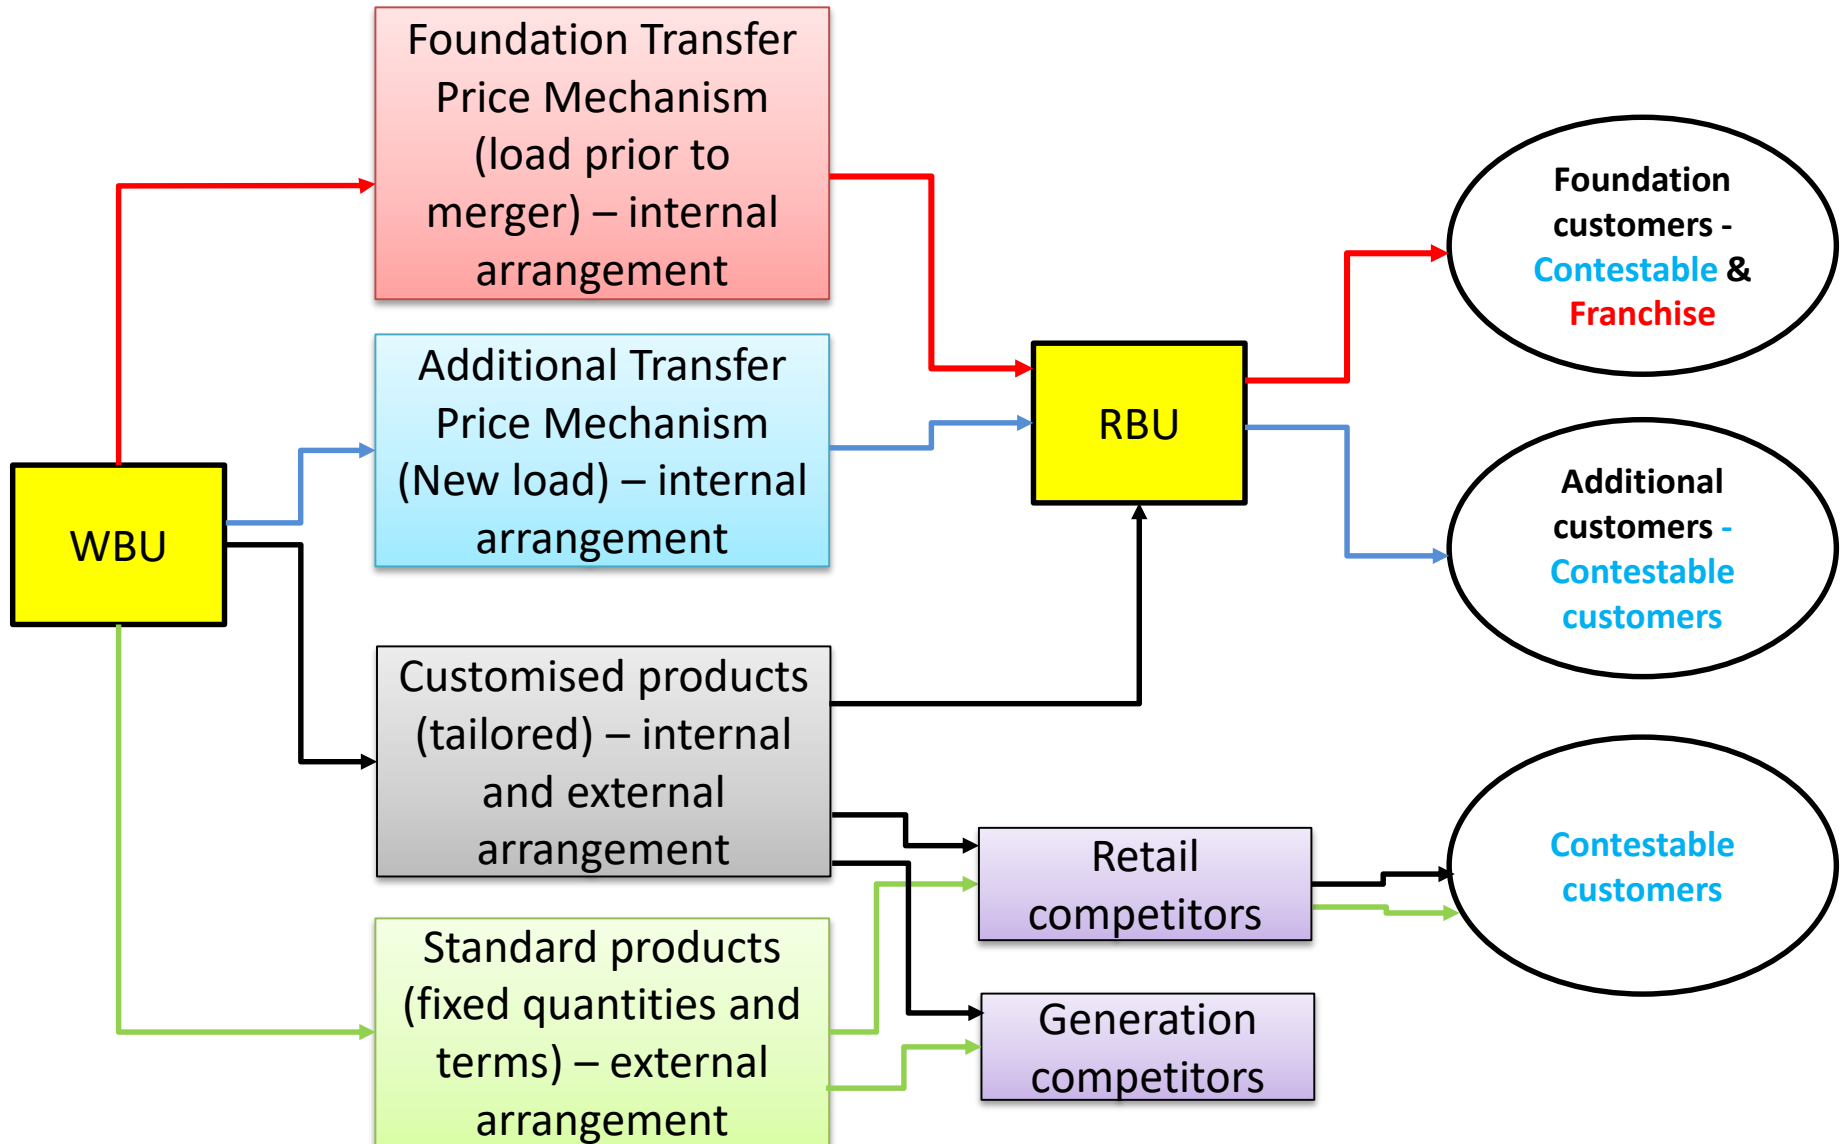 Foundation Transfer
Price Mechanism
(load prior to
merger) – internal
arrangement
Additional Transfer
Price Mechanism
(New load) – internal
arrangement
WBU
Customised products
(tailored) – internal
and external
arrangement
Standard products
(fixed quantities and
terms) – external
arrangement
RBU
Retail
competitors
Generation
competitors
Foundation
customers -
Contestable &
Franchise
Additional
customers -
Contestable
customers
Contestable
customers